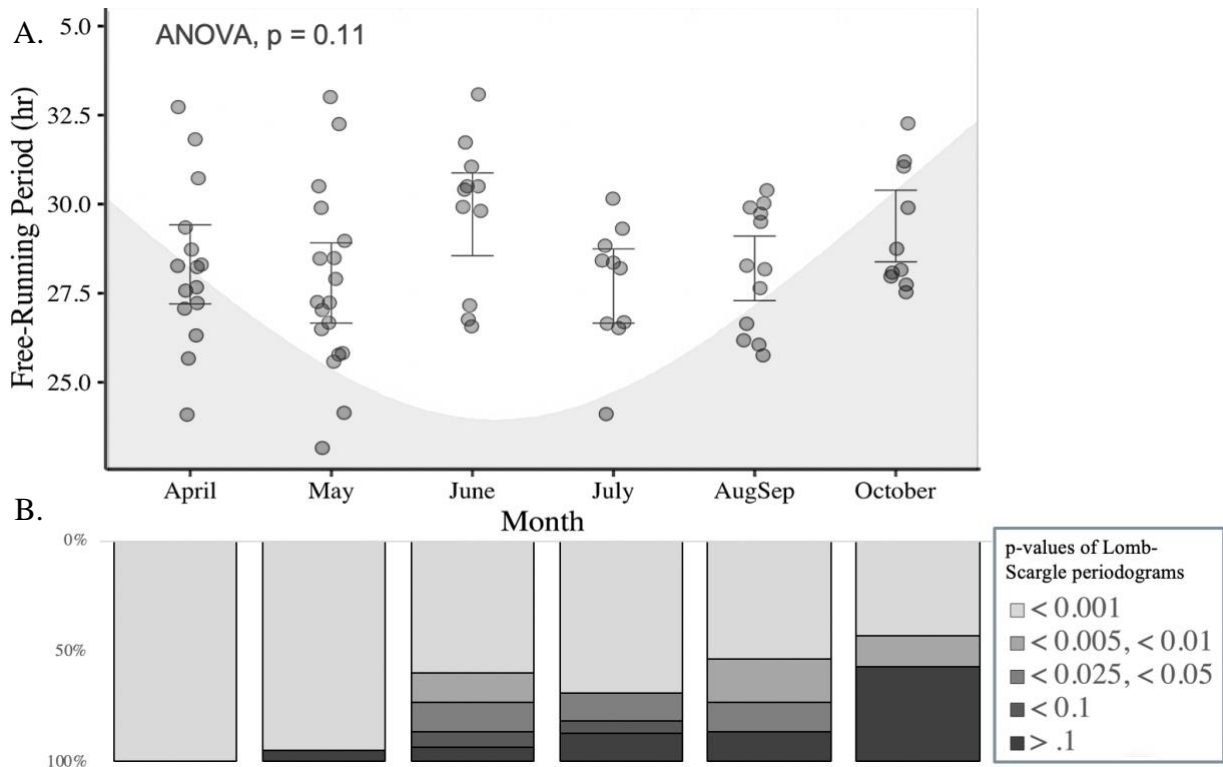 A.
ANOVA, p = 0.11
Free-Running Period (hr)
5.0
32.5
30.0
27.5
25.0
April May June July AugSep October
Month
B.
0%
50%
100%
p-values of Lomb-
Scargle periodograms
< 0.001
< 0.005, < 0.01
< 0.025, < 0.05
< 0.1
> .1